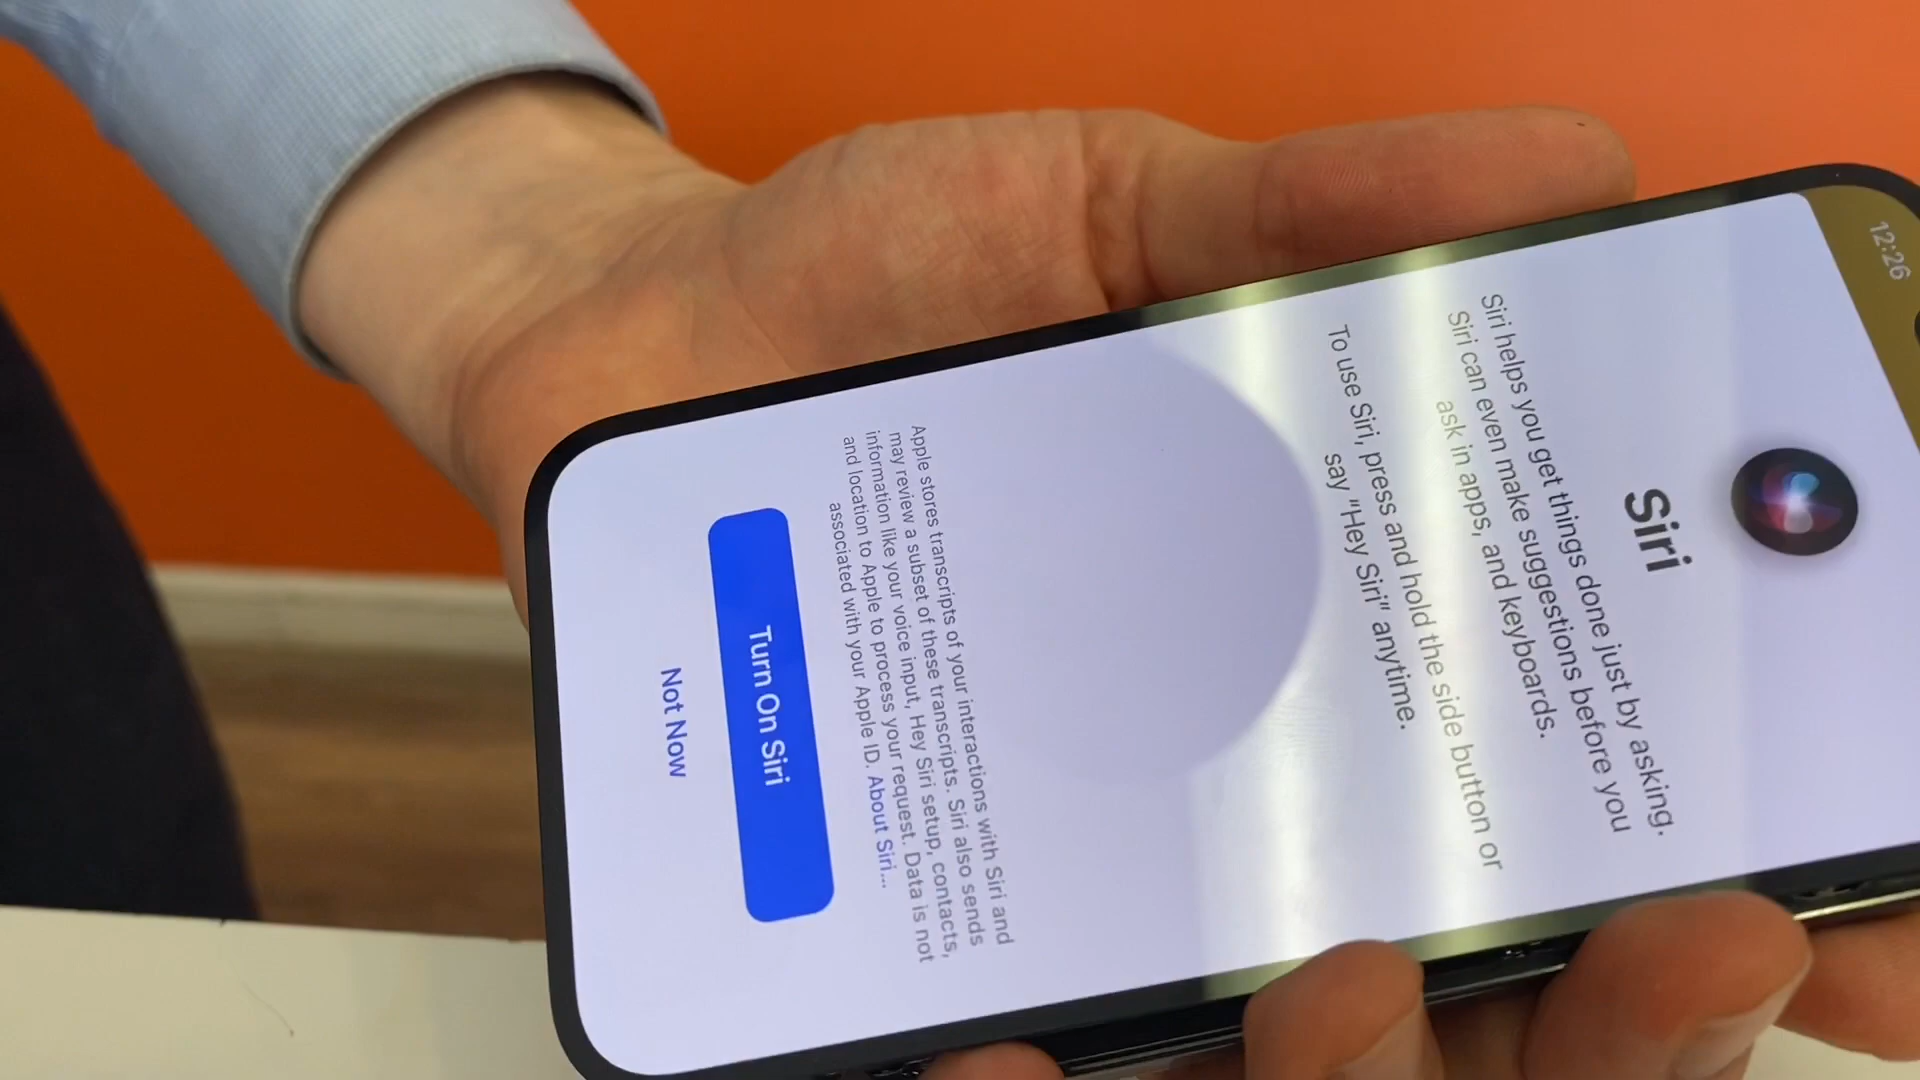 12:26
Siri
Siri helps you get things done just by asking.
Siri can even make suggestions before you
ask in apps, and keyboards.
To use Siri, press and hold the side button or
say "Hey Siri" anytime.
Apple stores transcripts of your interactions with Siri and
may review a subset of these transcripts. Siri also sends
information like your voice input, Hey Siri setup, contacts,
and location to Apple to process your request. Data is not
associated with your Apple ID. About Siri...
Turn On Siri
Not Now